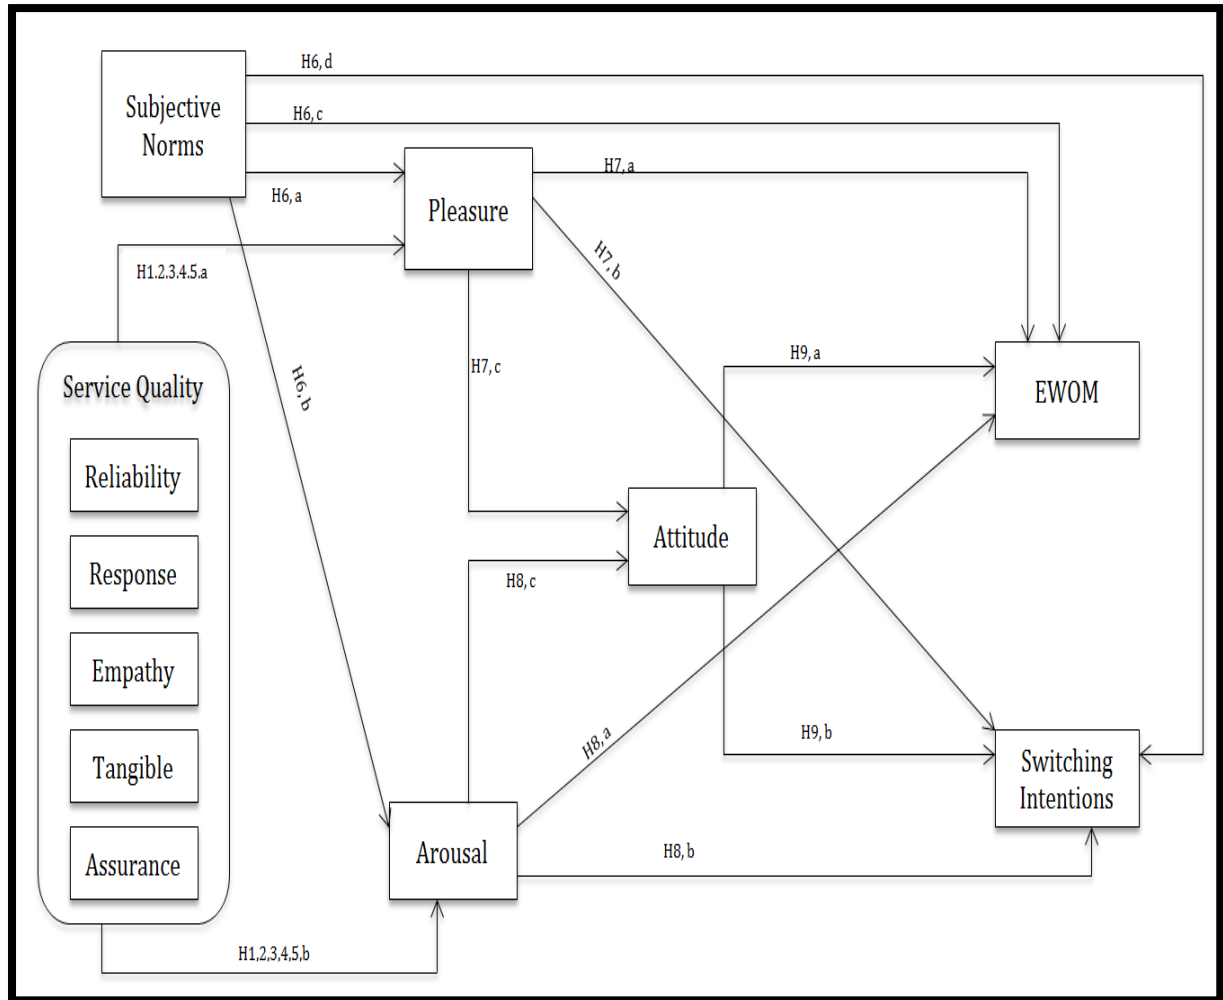 H6, d
Subjective
Norms
H6, c
H7, a
H6, a
Pleasure
H7, b
H1.2.3.4.5.a
H7, c
H9, a
Service Quality
H6, b
EWOM
Reliability
Attitude
Response
H8, c
Empathy
H8, a
H9, b
Tangible
Switching
Intentions
Arousal
H8, b
Assurance
H1,2,3,4,5,b